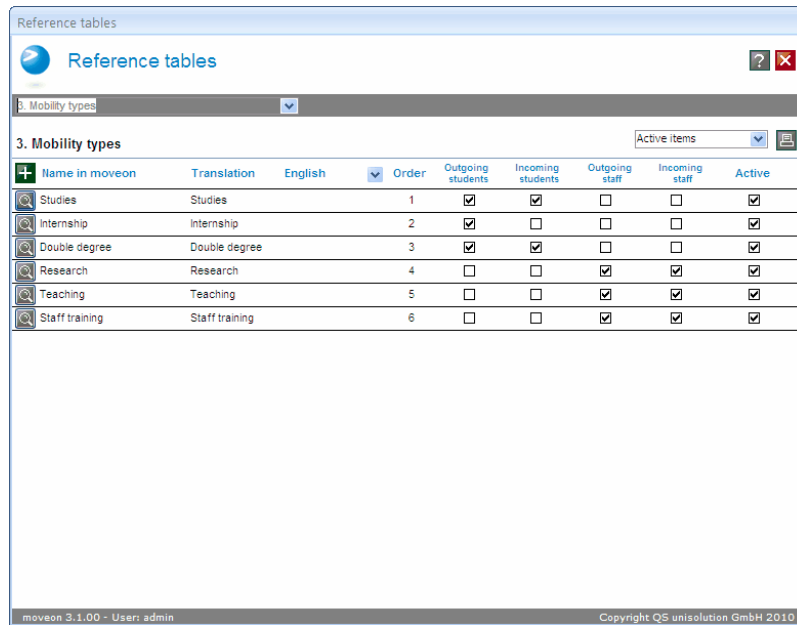 Reference tables
Reference tables
3. Mobility types
3. Mobility types Active items
Name in moveon Translation English Order Outgoing students Incoming students Outgoing staff Incoming staff Active
Studies Studies 1
Internship Internship 2
Double degree Double degree 3
Research Research 4
Teaching Teaching 5
Staff training Staff training 6
moveon 3.1.00 - User: admin Copyright QS unisolution GmbH 2010